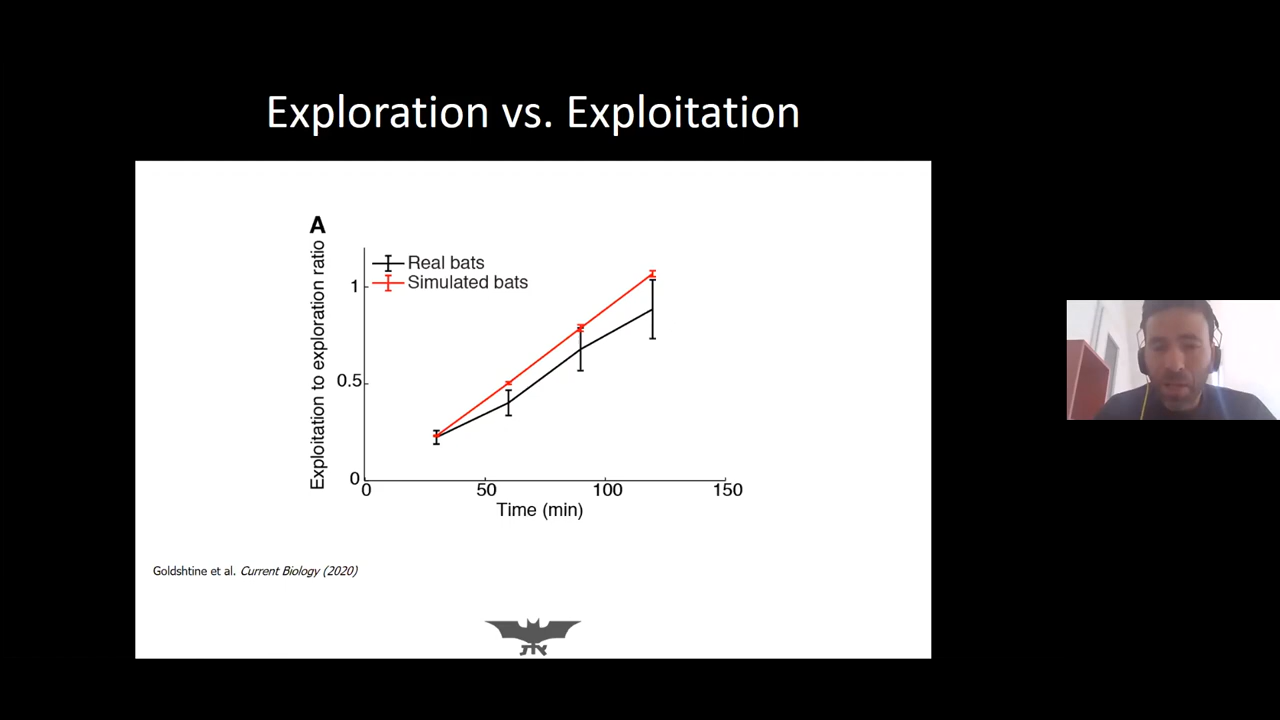 Exploration vs. Exploitation
A
Real bats
Simulated bats
Exploitation to exploration ratio
1
0.5
0
0
50
100
150
Time (min)
Goldshtine et al. Current Biology (2020)